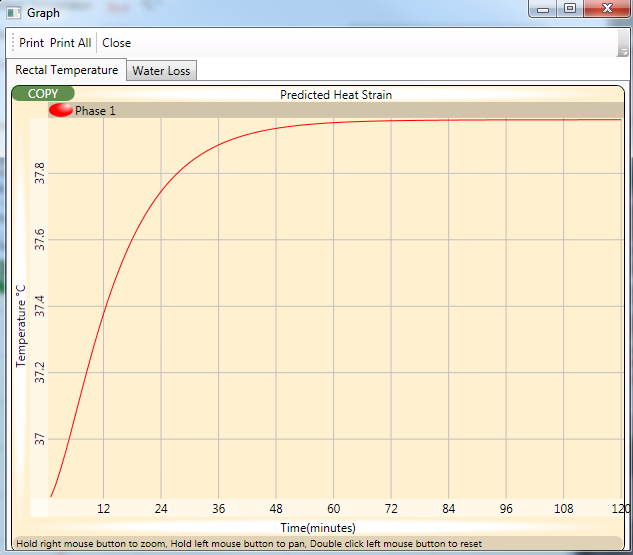 Graph
Print Print All Close
Rectal Temperature Water Loss
COPY Predicted Heat Strain
Phase 1
Temperature °C
37.8
37.6
37.4
37.2
37
12 24 36 48 60 72 84 96 108 120
Time(minutes)
Hold right mouse button to zoom, Hold left mouse button to pan, Double click left mouse button to reset